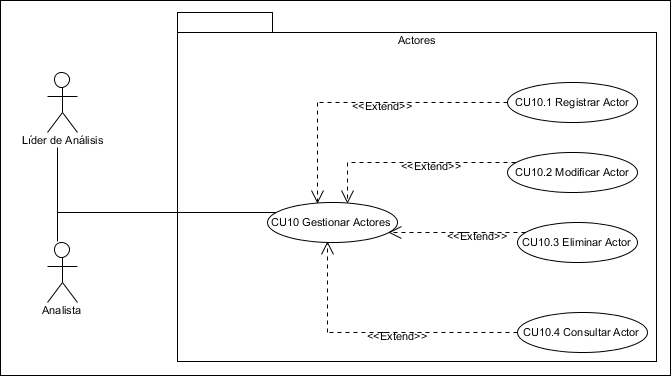 Actores
CU10.1 Registrar Actor
<<Extend>>
Líder de Análisis
CU10.2 Modificar Actor
<<Extend>>
CU10 Gestionar Actores
<<Extend>>
CU10.3 Eliminar Actor
Analista
CU10.4 Consultar Actor
<<Extend>>